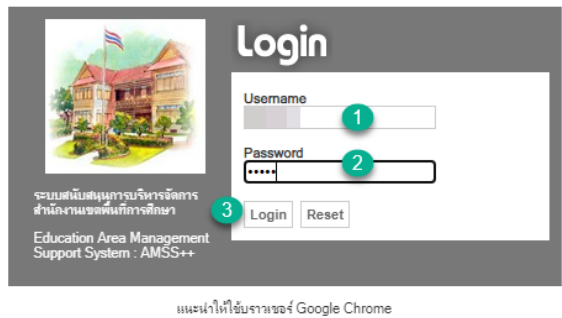 Login
Username
1
Password
2
•••••
3
Login Reset
ระบบสนับสนุนการบริหารจัดการ
สำนักงานเขตพื้นที่การศึกษา
Education Area Management
Support System : AMSS++
แนะนำให้ใช้บราวเซอร์ Google Chrome